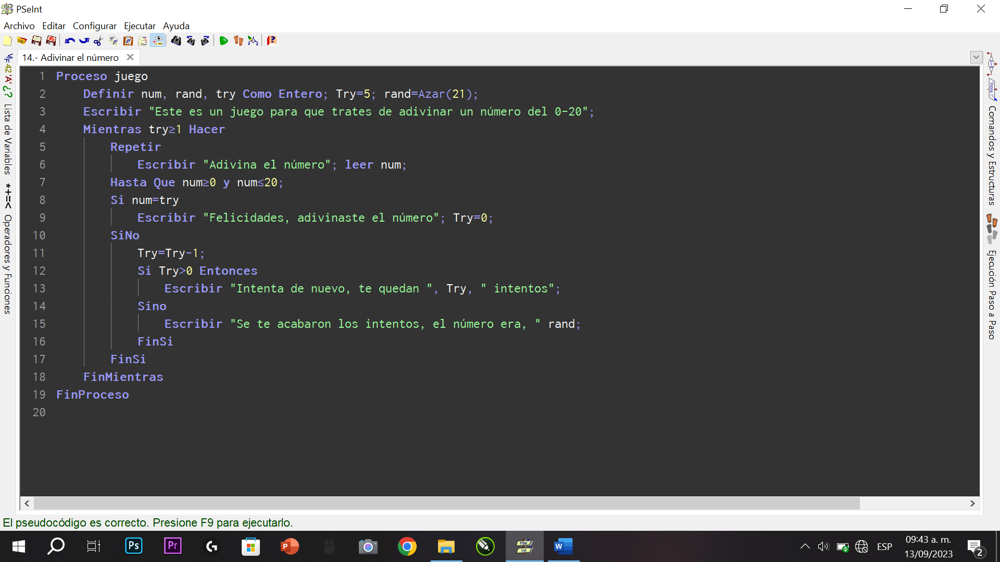 PSeInt
Archivo Editar Configurar Ejecutar Ayuda
14.- Adivinar el número
1 Proceso juego
2 Definir num, rand, try Como Entero; Try=5; rand=Azar(21);
3 Escribir "Este es un juego para que trates de adivinar un número del 0-20";
4 Mientras try≥1 Hacer
5 Repetir
6 Escribir "Adivina el número"; leer num;
7 Hasta Que num≥0 y num≤20;
8 Si num=try
9 Escribir "Felicidades, adivinaste el número"; Try=0;
10 SiNo
11 Try=Try-1;
12 Si Try>0 Entonces
13 Escribir "Intenta de nuevo, te quedan ", Try, " intentos";
14 Sino
15 Escribir "Se te acabaron los intentos, el número era, " rand;
16 FinSi
17 FinSi
18 FinMientras
19 FinProceso
20
VF 42 'A' ¿?
Lista de Variables
*+=<
Operadores y Funciones
A>B
'Hola !'
Comandos y Estructuras
Ejecución Paso a Paso
El pseudocódigo es correcto. Presione F9 para ejecutarlo.
Ps
Pr
P
PSe Int
W
ESP
09:43 a. m.
13/09/2023
2